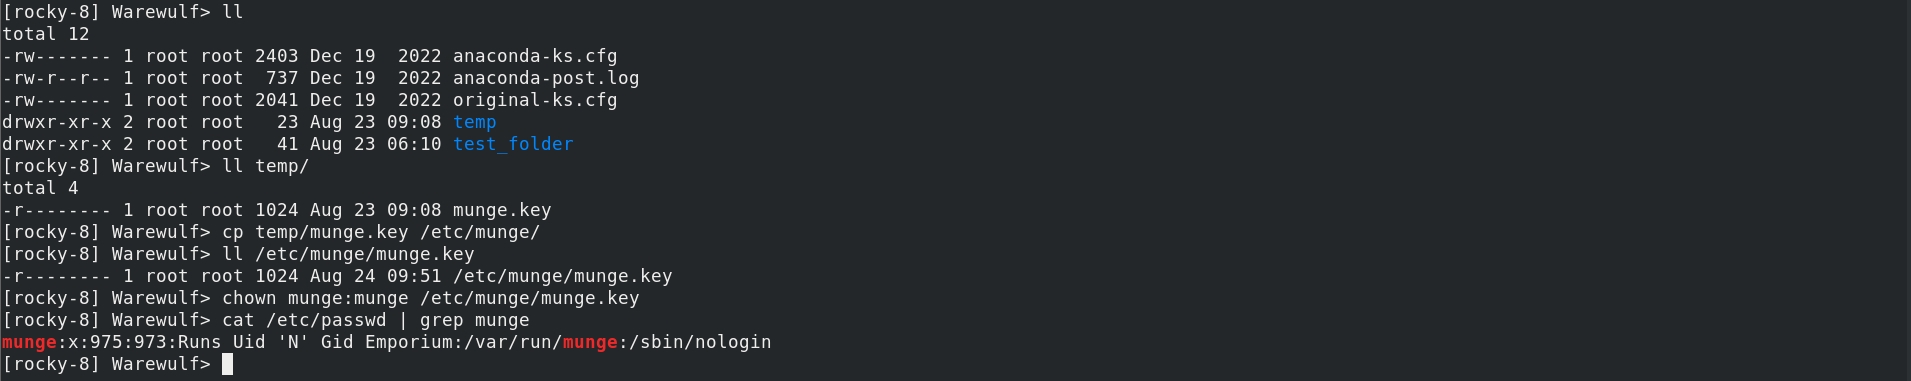 [rocky-8] Warewulf> ll
total 12
-rw------- 1 root root 2403 Dec 19  2022 anaconda-ks.cfg
-rw-r--r-- 1 root root  737 Dec 19  2022 anaconda-post.log
-rw------- 1 root root 2041 Dec 19  2022 original-ks.cfg
drwxr-xr-x 2 root root   23 Aug 23 09:08 temp
drwxr-xr-x 2 root root   41 Aug 23 06:10 test_folder
[rocky-8] Warewulf> ll temp/
total 4
-r-------- 1 root root 1024 Aug 23 09:08 munge.key
[rocky-8] Warewulf> cp temp/munge.key /etc/munge/
[rocky-8] Warewulf> ll /etc/munge/munge.key
-r-------- 1 root root 1024 Aug 24 09:51 /etc/munge/munge.key
[rocky-8] Warewulf> chown munge:munge /etc/munge/munge.key
[rocky-8] Warewulf> cat /etc/passwd | grep munge
munge:x:975:973:Runs Uid 'N' Gid Emporium:/var/run/munge:/sbin/nologin
[rocky-8] Warewulf>